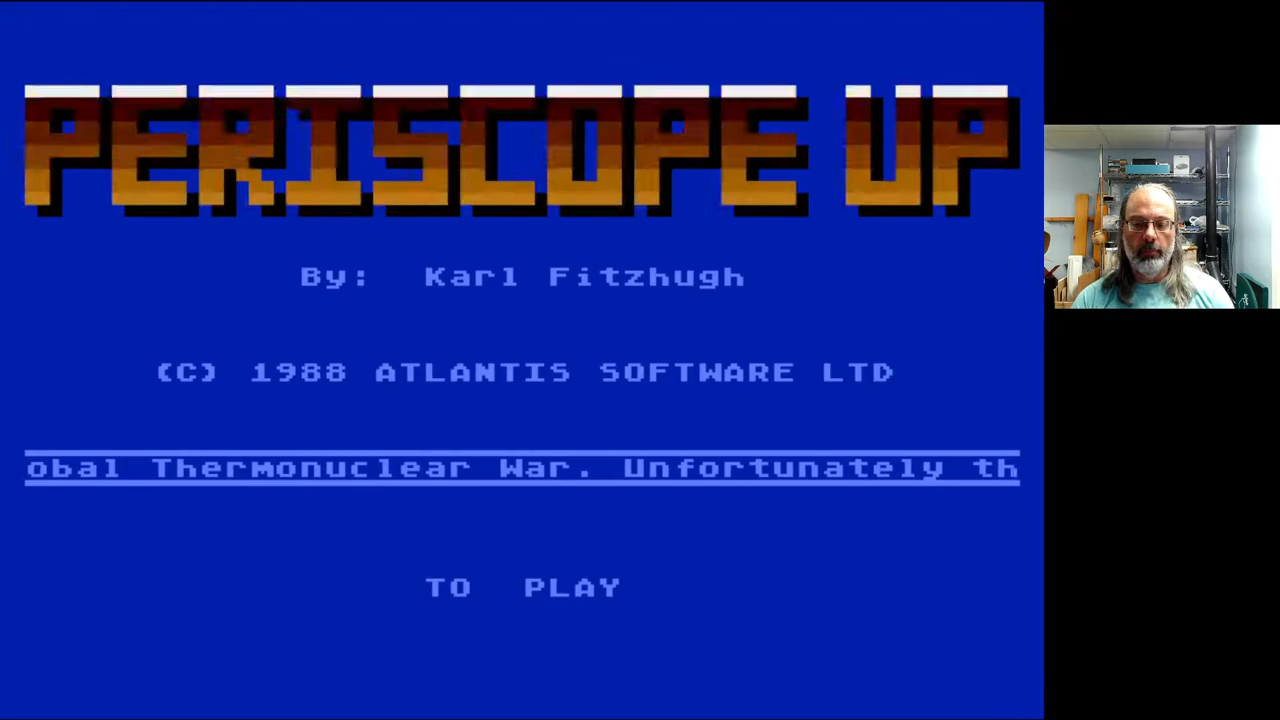 PERISCOPE UP
By: Karl Fitzhugh
(C) 1988 ATLANTIS SOFTWARE LTD
obal Thermonuclear War. Unfortunately th
TO PLAY